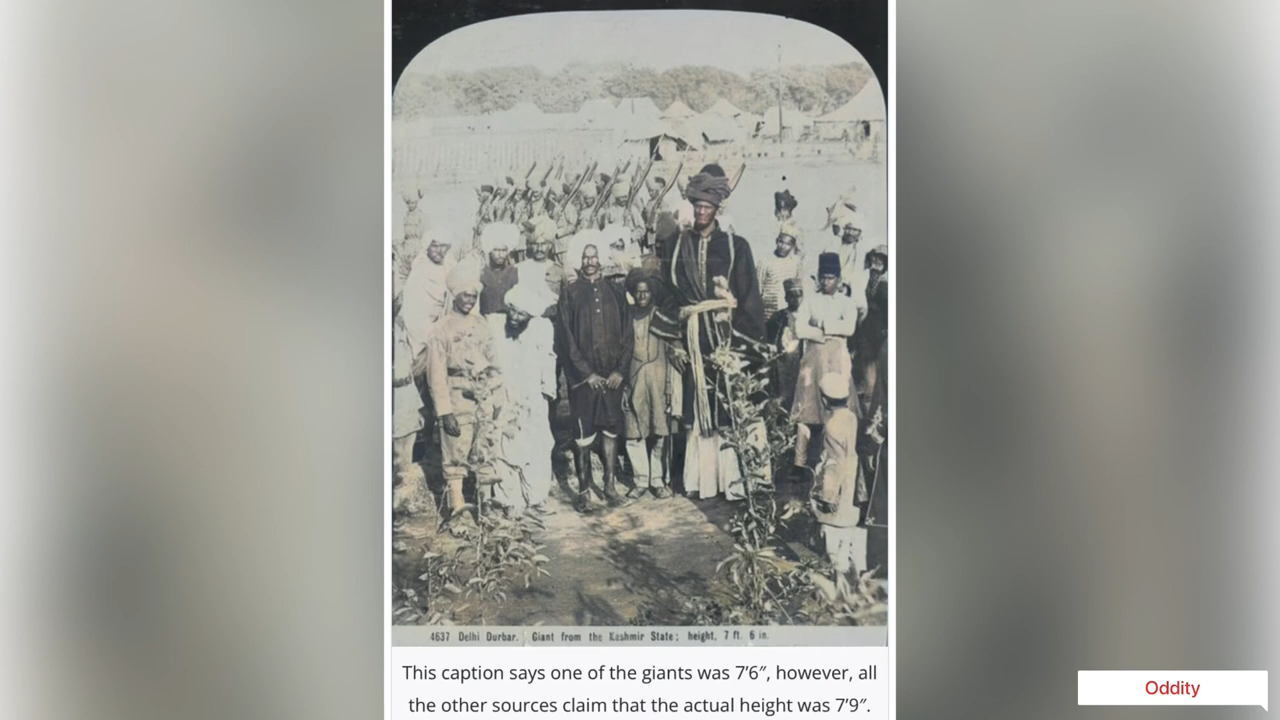 4637 Delhi Durbar. Giant from the Kashmir State; height, 7 ft. 6 in.
This caption says one of the giants was 7’6”, however, all
the other sources claim that the actual height was 7’9”.
Oddity